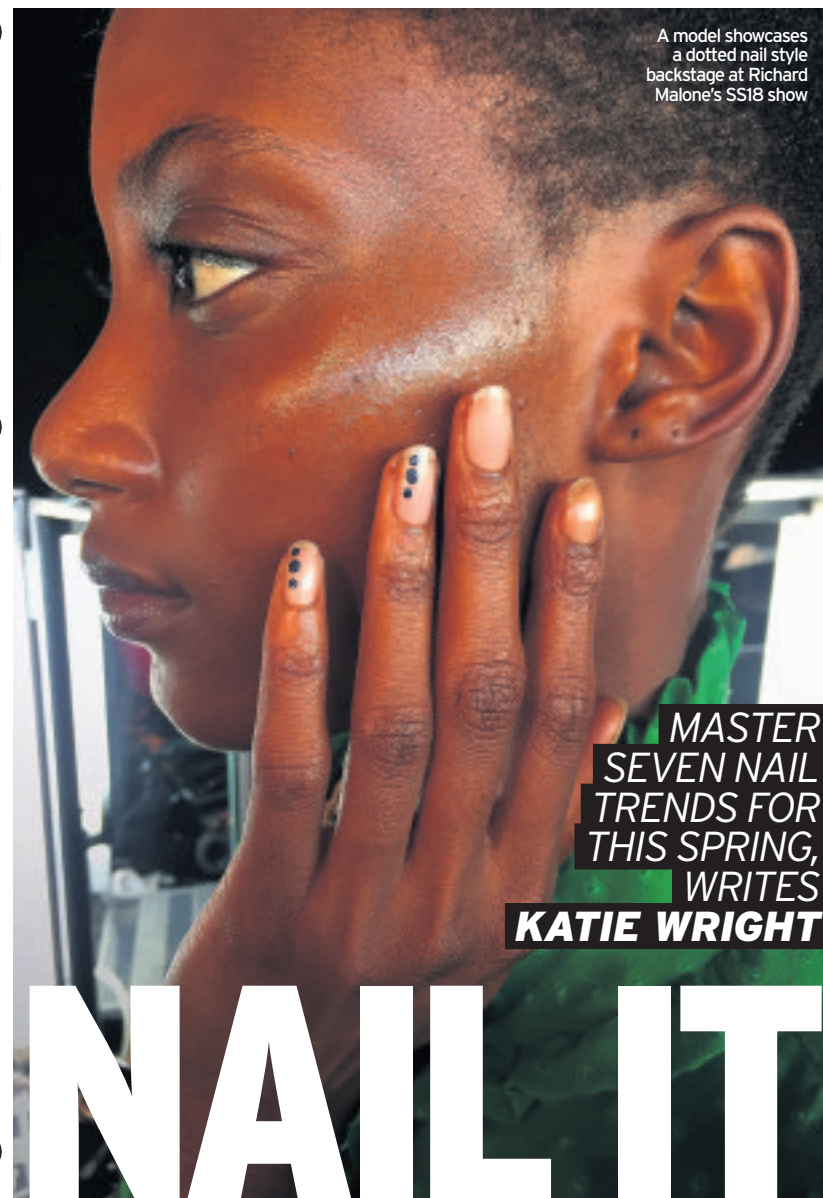 A model showcases
a dotted nail style
backstage at Richard
Malone's SS18 show
MASTER
SEVEN NAIL
TRENDS FOR
THIS SPRING,
WRITES
KATIE WRIGHT
NAIL IT